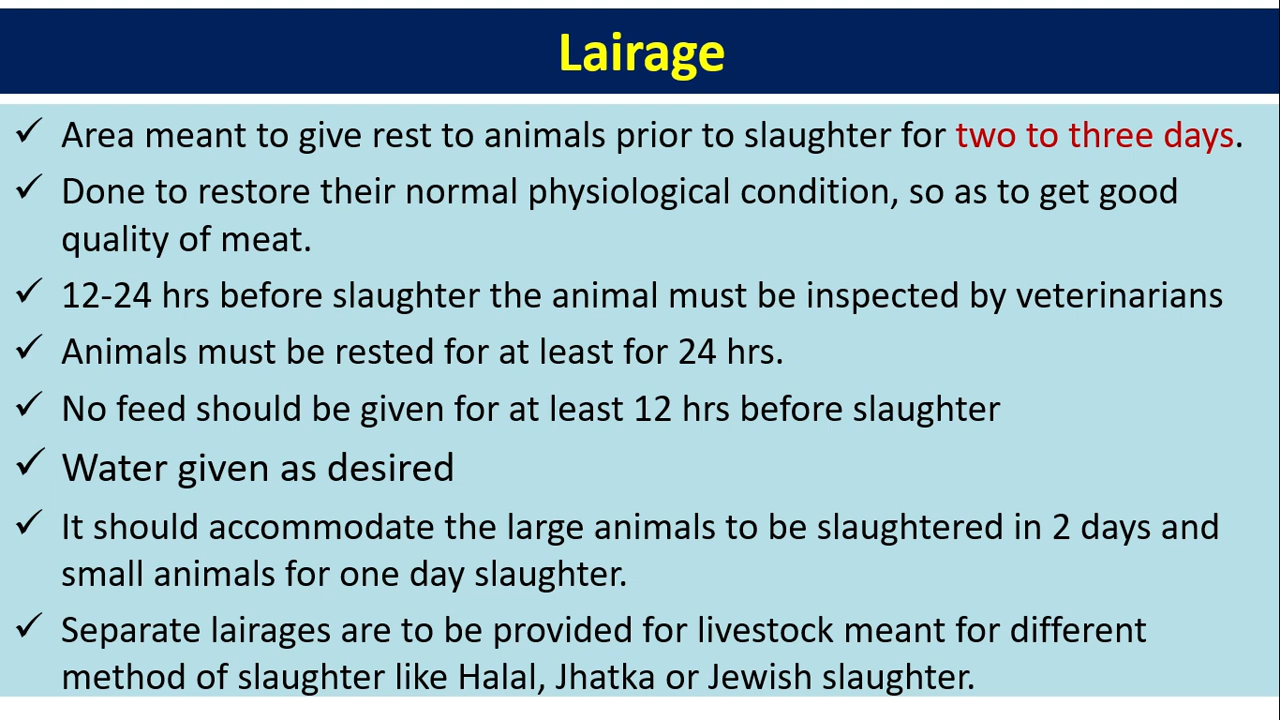 Lairage
✓ Area meant to give rest to animals prior to slaughter for two to three days.
✓ Done to restore their normal physiological condition, so as to get good
quality of meat.
✓ 12-24 hrs before slaughter the animal must be inspected by veterinarians
✓ Animals must be rested for at least for 24 hrs.
✓ No feed should be given for at least 12 hrs before slaughter
✓ Water given as desired
✓ It should accommodate the large animals to be slaughtered in 2 days and
small animals for one day slaughter.
✓ Separate lairages are to be provided for livestock meant for different
method of slaughter like Halal, Jhatka or Jewish slaughter.